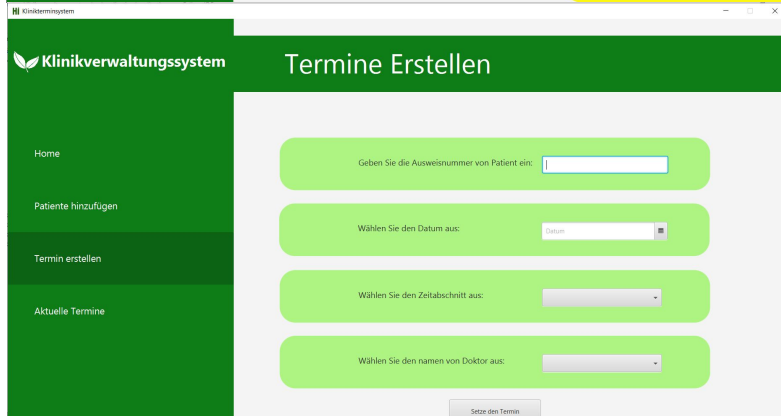 Klinikterminsystem
Klinikverwaltungssystem
Termine Erstellen
Home
Patiente hinzufügen
Termin erstellen
Aktuelle Termine
Geben Sie die Ausweisnummer von Patient ein:
Wählen Sie den Datum aus:
Datum
Wählen Sie den Zeitabschnitt aus:
Wählen Sie den namen von Doktor aus:
Setze den Termin